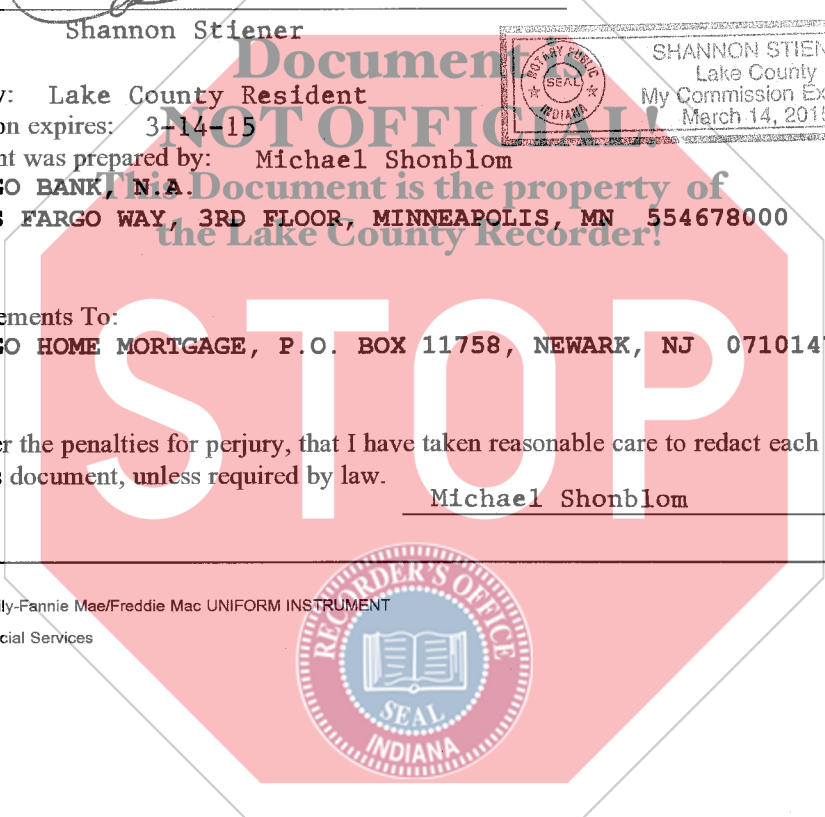 Shannon Stiener
Document is
NOT OFFICIAL!
This Document is the property of
the Lake County Recorder!
NOTARY PUBLIC
SEAL
INDIANA
SHANNON STIEN
Lake County
My Commission Ex
March 14, 2015
y: Lake County Resident
on expires: 3-14-15
nt was prepared by: Michael Shonblom
GO BANK, N.A.
S FARGO WAY, 3RD FLOOR, MINNEAPOLIS, MN 554678000
ements To:
GO HOME MORTGAGE, P.O. BOX 11758, NEWARK, NJ 0710147
STOP
er the penalties for perjury, that I have taken reasonable care to redact each
s document, unless required by law.
Michael Shonblom
ily-Fannie Mae/Freddie Mac UNIFORM INSTRUMENT
cial Services
RECORDER'S OFFICE
SEAL
INDIANA